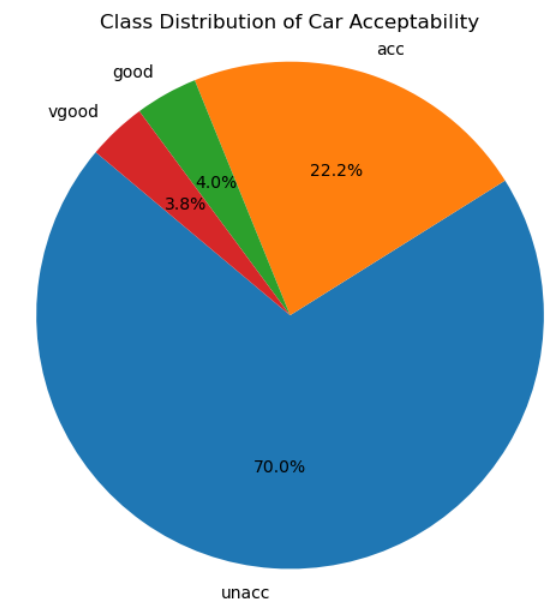 Class Distribution of Car Acceptability
acc
good
vgood
22.2%
4.0%
3.8%
70.0%
unacc